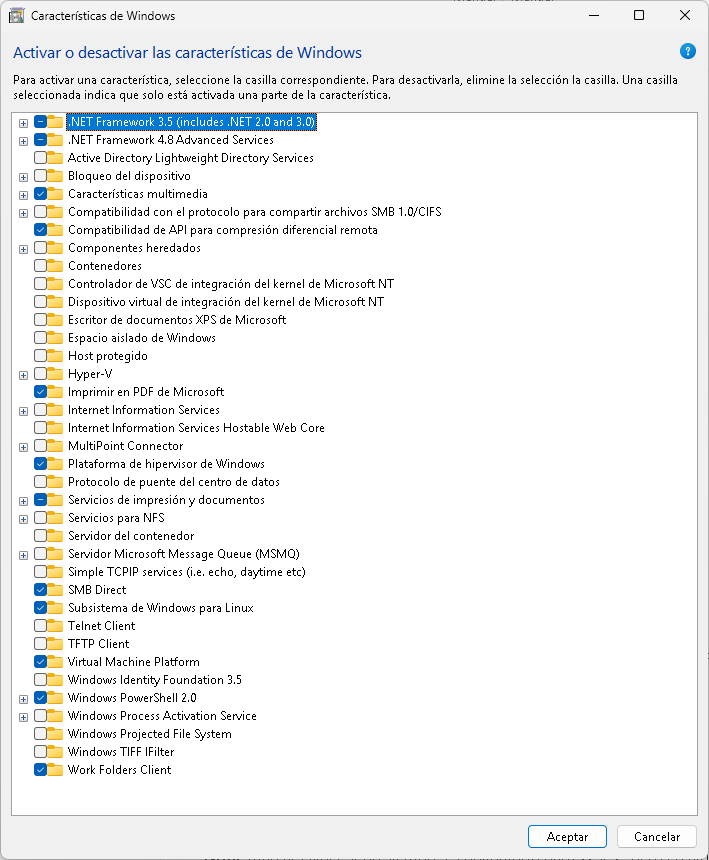 Características de Windows
Activar o desactivar las características de Windows
?
Para activar una característica, seleccione la casilla correspondiente. Para desactivarla, elimine la selección la casilla. Una casilla
seleccionada indica que solo está activada una parte de la característica.
.NET Framework 3.5 (includes .NET 2.0 and 3.0)
.NET Framework 4.8 Advanced Services
Active Directory Lightweight Directory Services
Bloqueo del dispositivo
Características multimedia
Compatibilidad con el protocolo para compartir archivos SMB 1.0/CIFS
Compatibilidad de API para compresión diferencial remota
Componentes heredados
Contenedores
Controlador de VSC de integración del kernel de Microsoft NT
Dispositivo virtual de integración del kernel de Microsoft NT
Escritor de documentos XPS de Microsoft
Espacio aislado de Windows
Host protegido
Hyper-V
Imprimir en PDF de Microsoft
Internet Information Services
Internet Information Services Hostable Web Core
MultiPoint Connector
Plataforma de hipervisor de Windows
Protocolo de puente del centro de datos
Servicios de impresión y documentos
Servicios para NFS
Servidor del contenedor
Servidor Microsoft Message Queue (MSMQ)
Simple TCPIP services (i.e. echo, daytime etc)
SMB Direct
Subsistema de Windows para Linux
Telnet Client
TFTP Client
Virtual Machine Platform
Windows Identity Foundation 3.5
Windows PowerShell 2.0
Windows Process Activation Service
Windows Projected File System
Windows TIFF IFilter
Work Folders Client
Aceptar
Cancelar